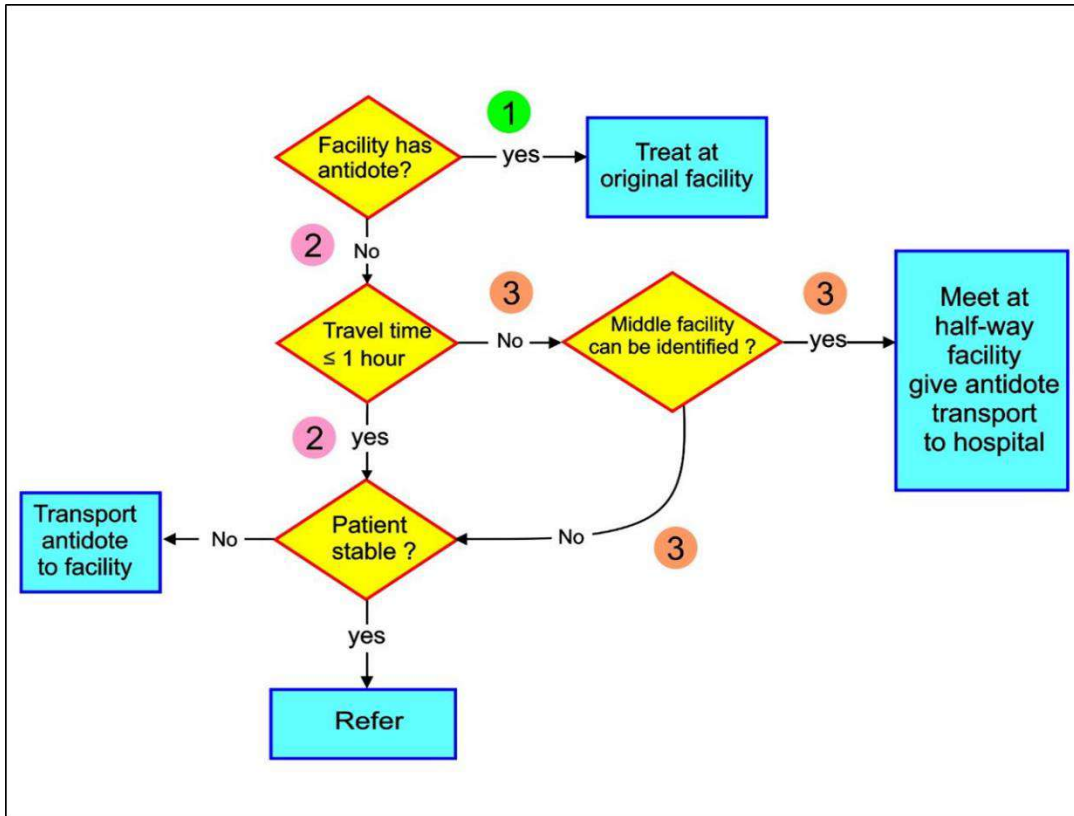 1
Facility has
antidote?
yes
Treat at
original facility
2
No
3
3
Travel time
≤ 1 hour
No
Middle facility
can be identified ?
yes
Meet at
half-way
facility
give antidote
transport
to hospital
2
yes
Transport
antidote
to facility
No
Patient
stable ?
No
3
yes
Refer